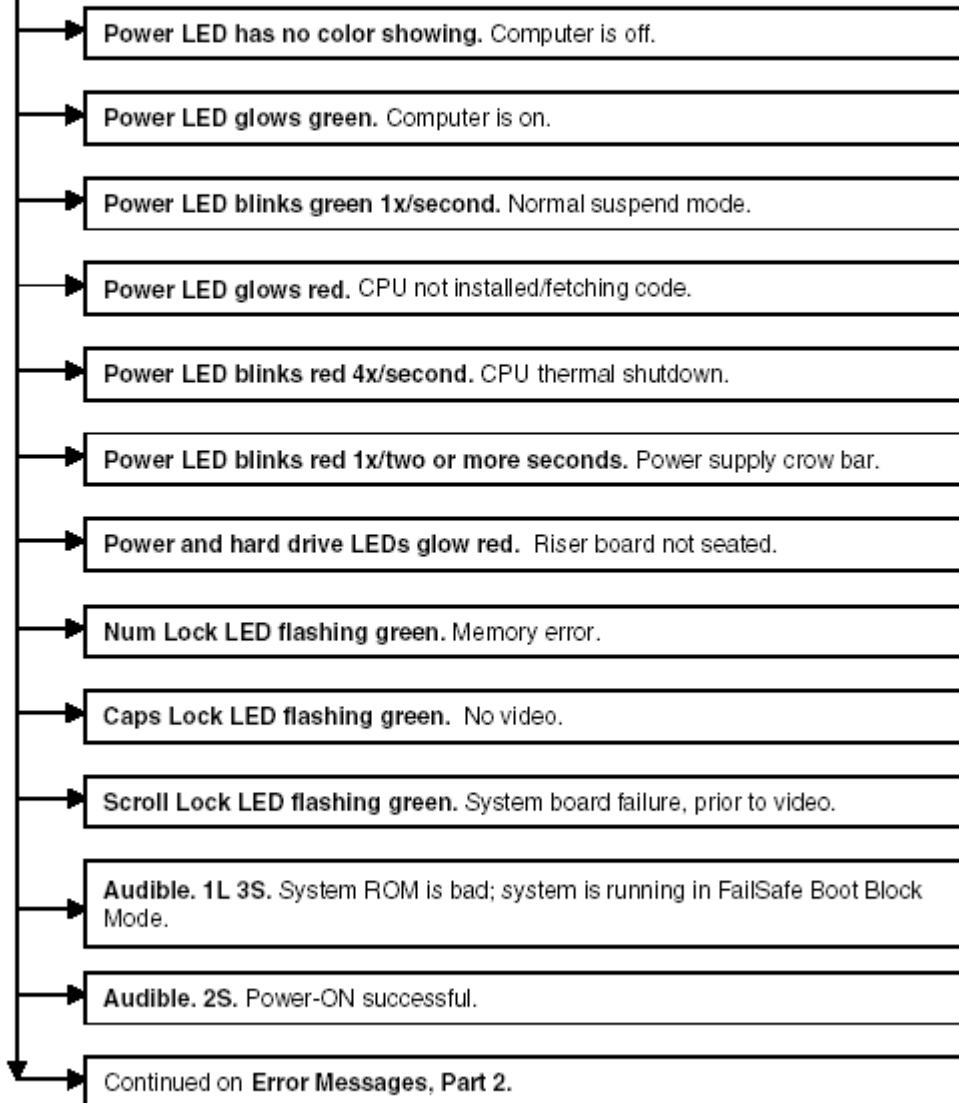 Power LED has no color showing. Computer is off.
Power LED glows green. Computer is on.
Power LED blinks green 1x/second. Normal suspend mode.
Power LED glows red. CPU not installed/fetching code.
Power LED blinks red 4x/second. CPU thermal shutdown.
Power LED blinks red 1x/two or more seconds. Power supply crow bar.
Power and hard drive LEDs glow red. Riser board not seated.
Num Lock LED flashing green. Memory error.
Caps Lock LED flashing green. No video.
Scroll Lock LED flashing green. System board failure, prior to video.
Audible. 1L 3S. System ROM is bad; system is running in FailSafe Boot Block
Mode.
Audible. 2S. Power-ON successful.
Continued on Error Messages, Part 2.